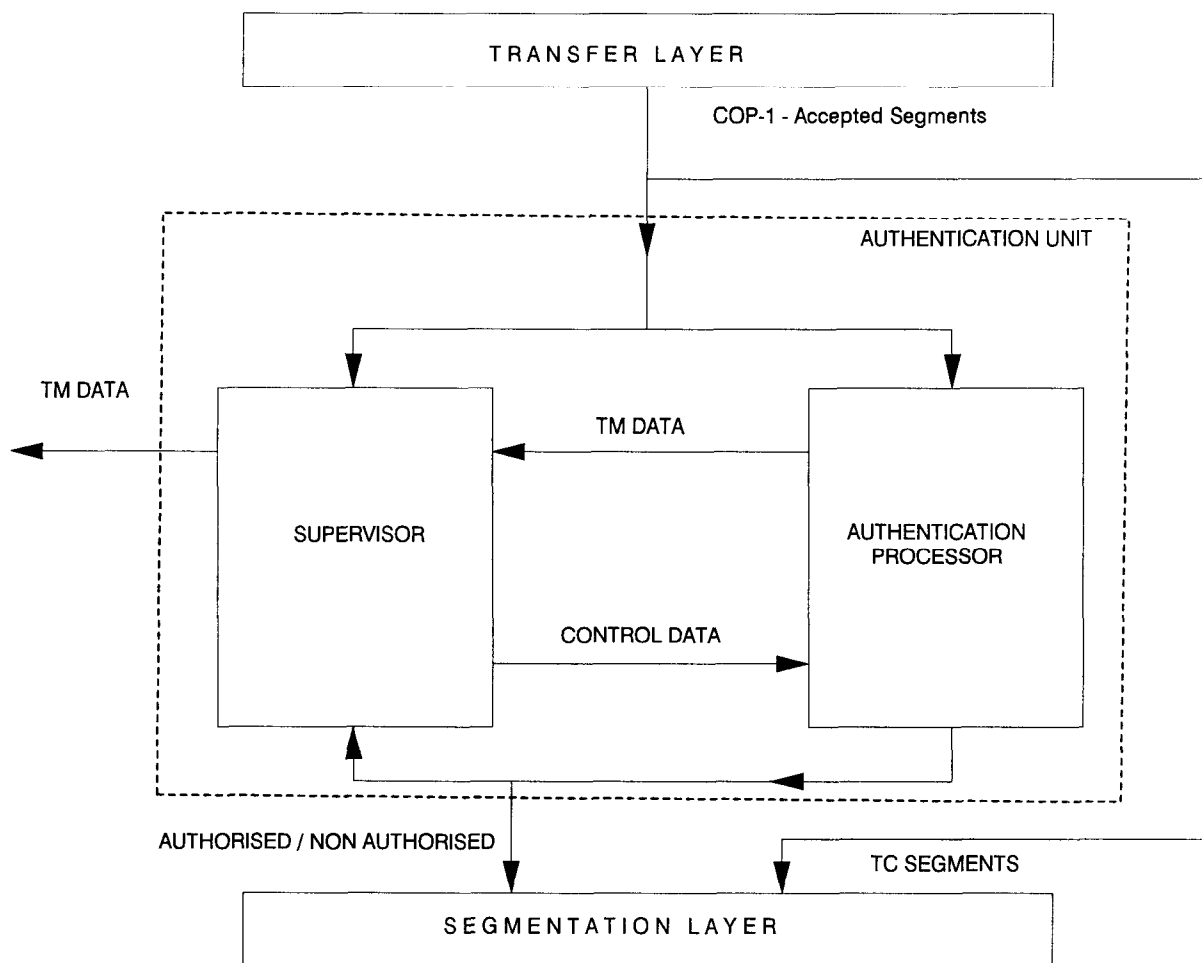 TRANSFER LAYER
COP-1 - Accepted Segments
AUTHENTICATION UNIT
TM DATA
TM DATA
SUPERVISOR
AUTHENTICATION
PROCESSOR
CONTROL DATA
AUTHORISED / NON AUTHORISED
TC SEGMENTS
SEGMENTATION LAYER